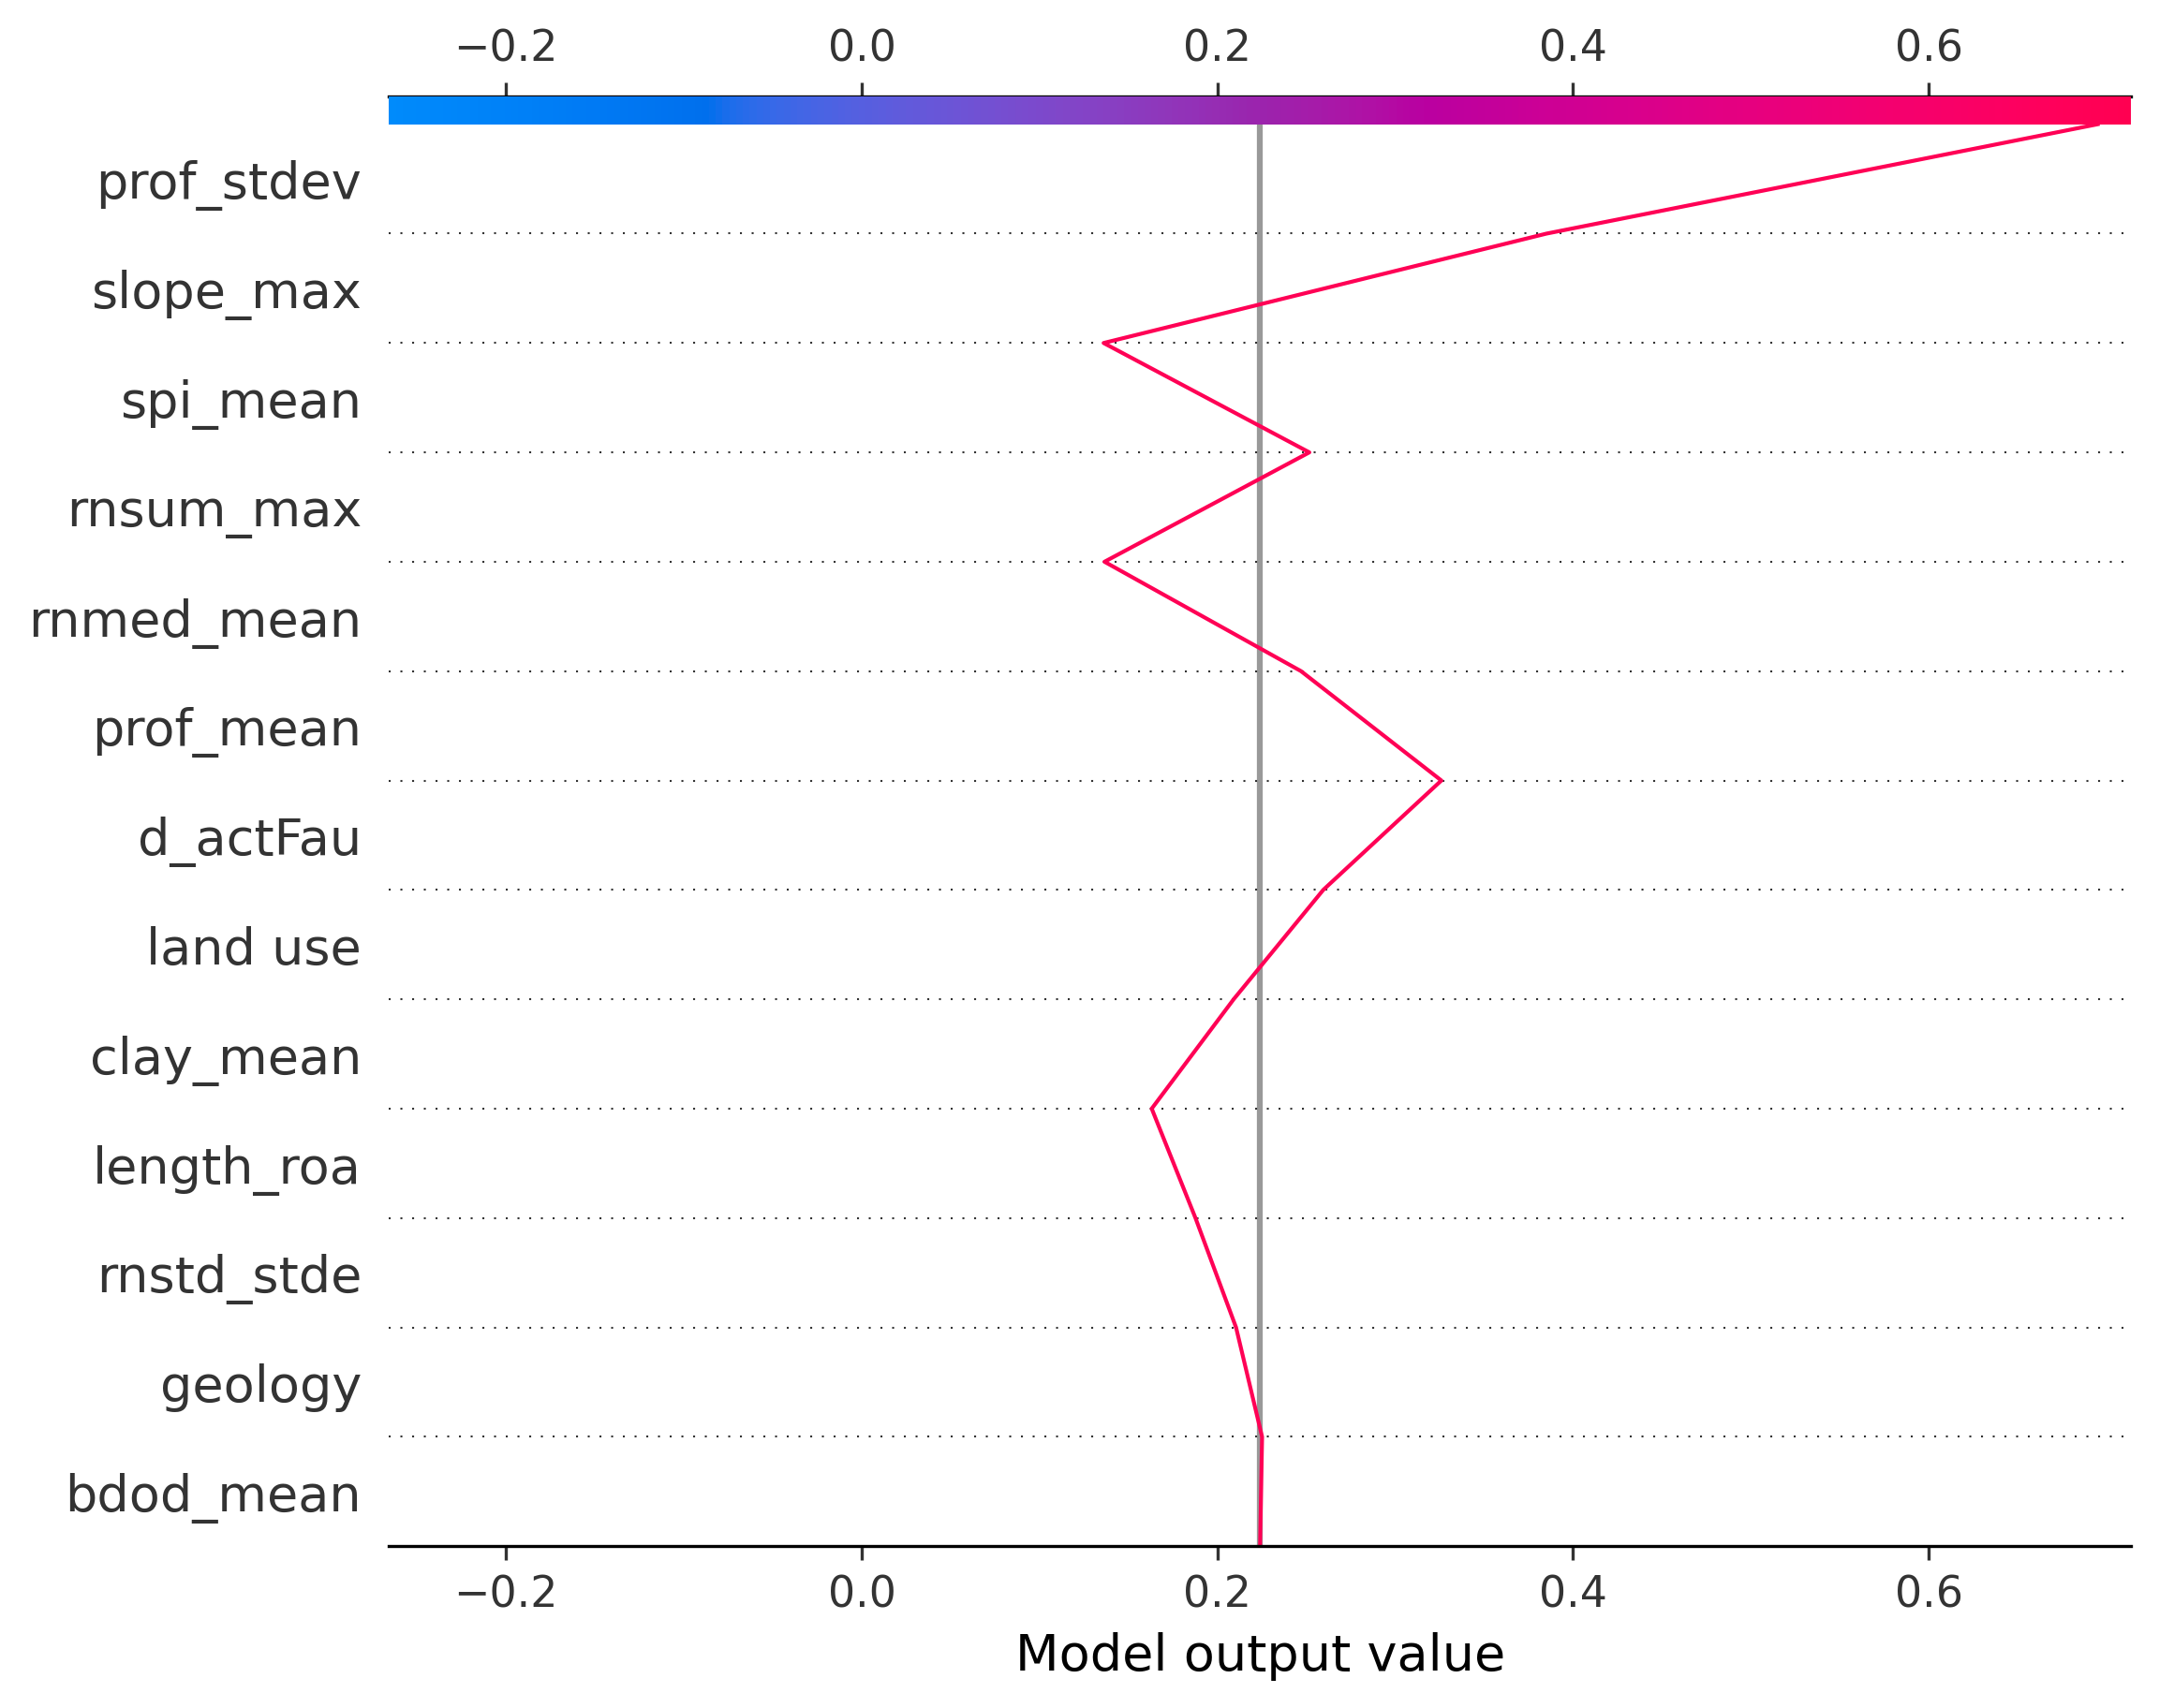 −0.2 0.0 0.2 0.4 0.6
prof_stdev
slope_max
spi_mean
rnsum_max
rnmed_mean
prof_mean
d_actFau
land use
clay_mean
length_roa
rnstd_stde
geology
bdod_mean
−0.2 0.0 0.2 0.4 0.6
Model output value